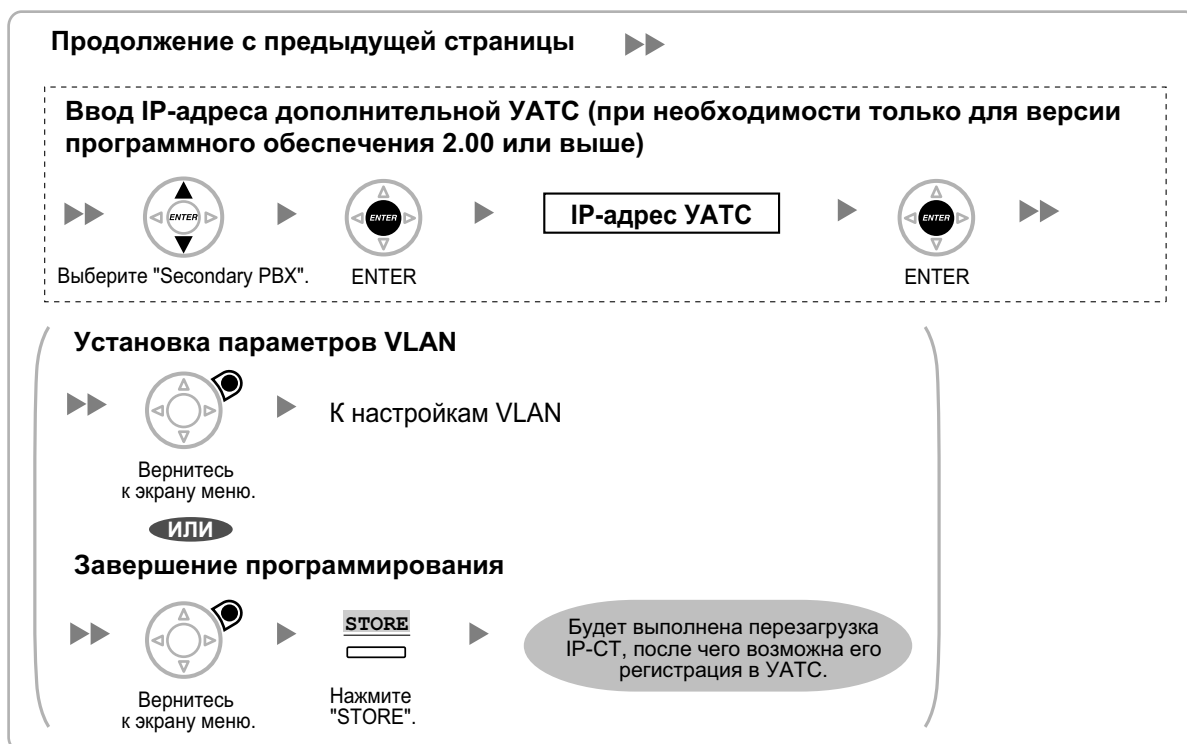 Продолжение с предыдущей страницы
Ввод IP-адреса дополнительной УАТС (при необходимости только для версии
программного обеспечения 2.00 или выше)
ENTER
ENTER
IP-адрес УАТС
ENTER
Выберите "Secondary PBX".
ENTER
ENTER
Установка параметров VLAN
К настройкам VLAN
Вернитесь
к экрану меню.
ИЛИ
Завершение программирования
STORE
Будет выполнена перезагрузка
IP-СТ, после чего возможна его
регистрация в УАТС.
Вернитесь
к экрану меню.
Нажмите
"STORE".